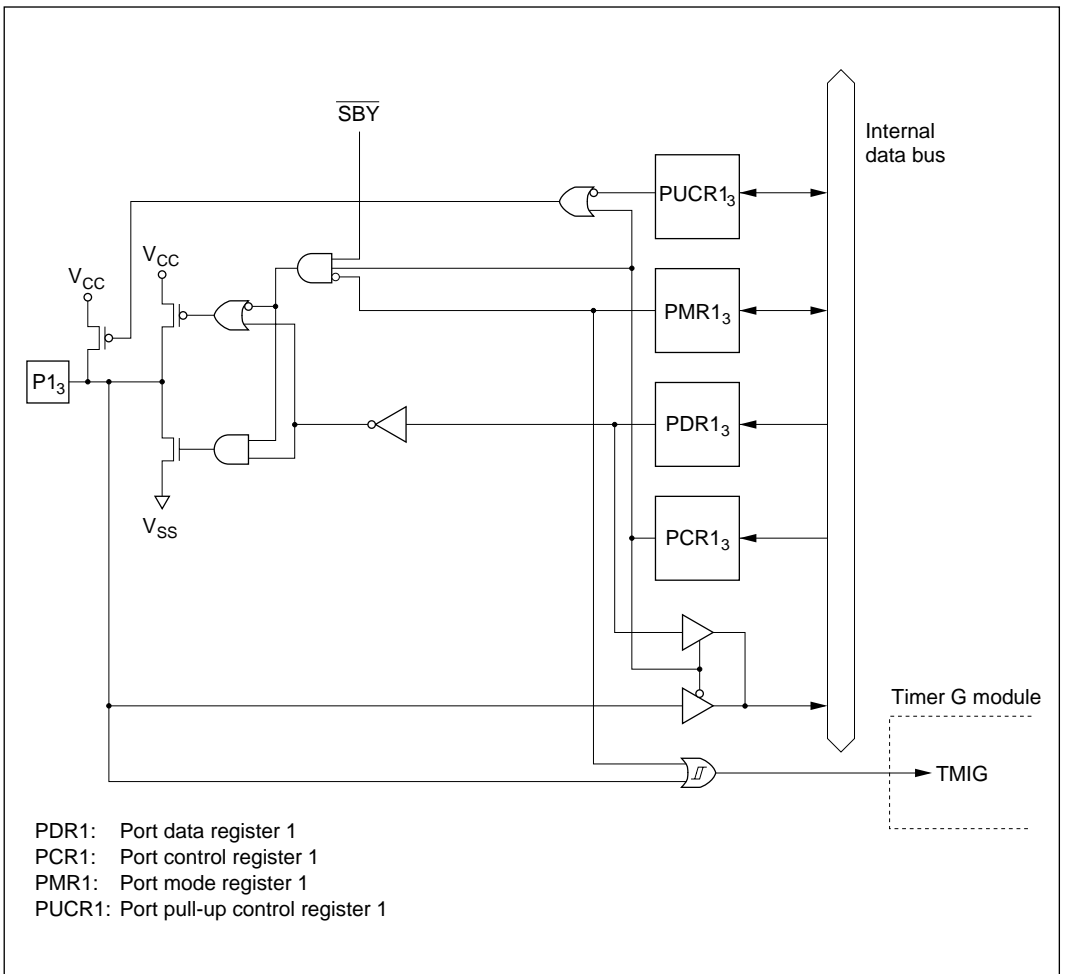 SBY
Internal
data bus
PUCR1₃
V_CC
V_CC
PMR1₃
P1₃
PDR1₃
V_SS
PCR1₃
Timer G module
TMIG
PDR1: Port data register 1
PCR1: Port control register 1
PMR1: Port mode register 1
PUCR1: Port pull-up control register 1